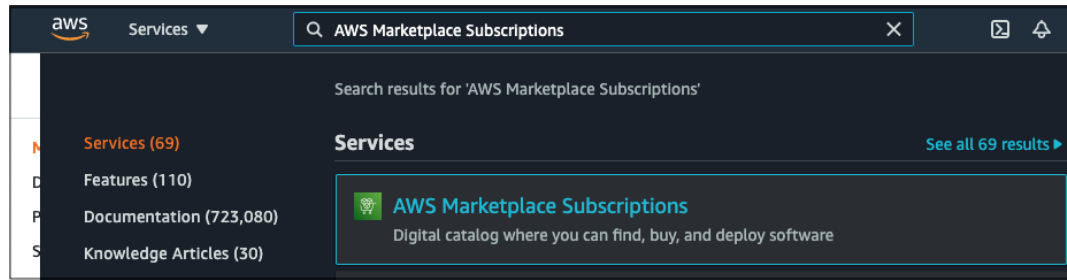 aws Services ▼ AWS Marketplace Subscriptions
Search results for 'AWS Marketplace Subscriptions'
Services (69)
Features (110)
Documentation (723,080)
Knowledge Articles (30)
Services See all 69 results ▶
AWS Marketplace Subscriptions
Digital catalog where you can find, buy, and deploy software